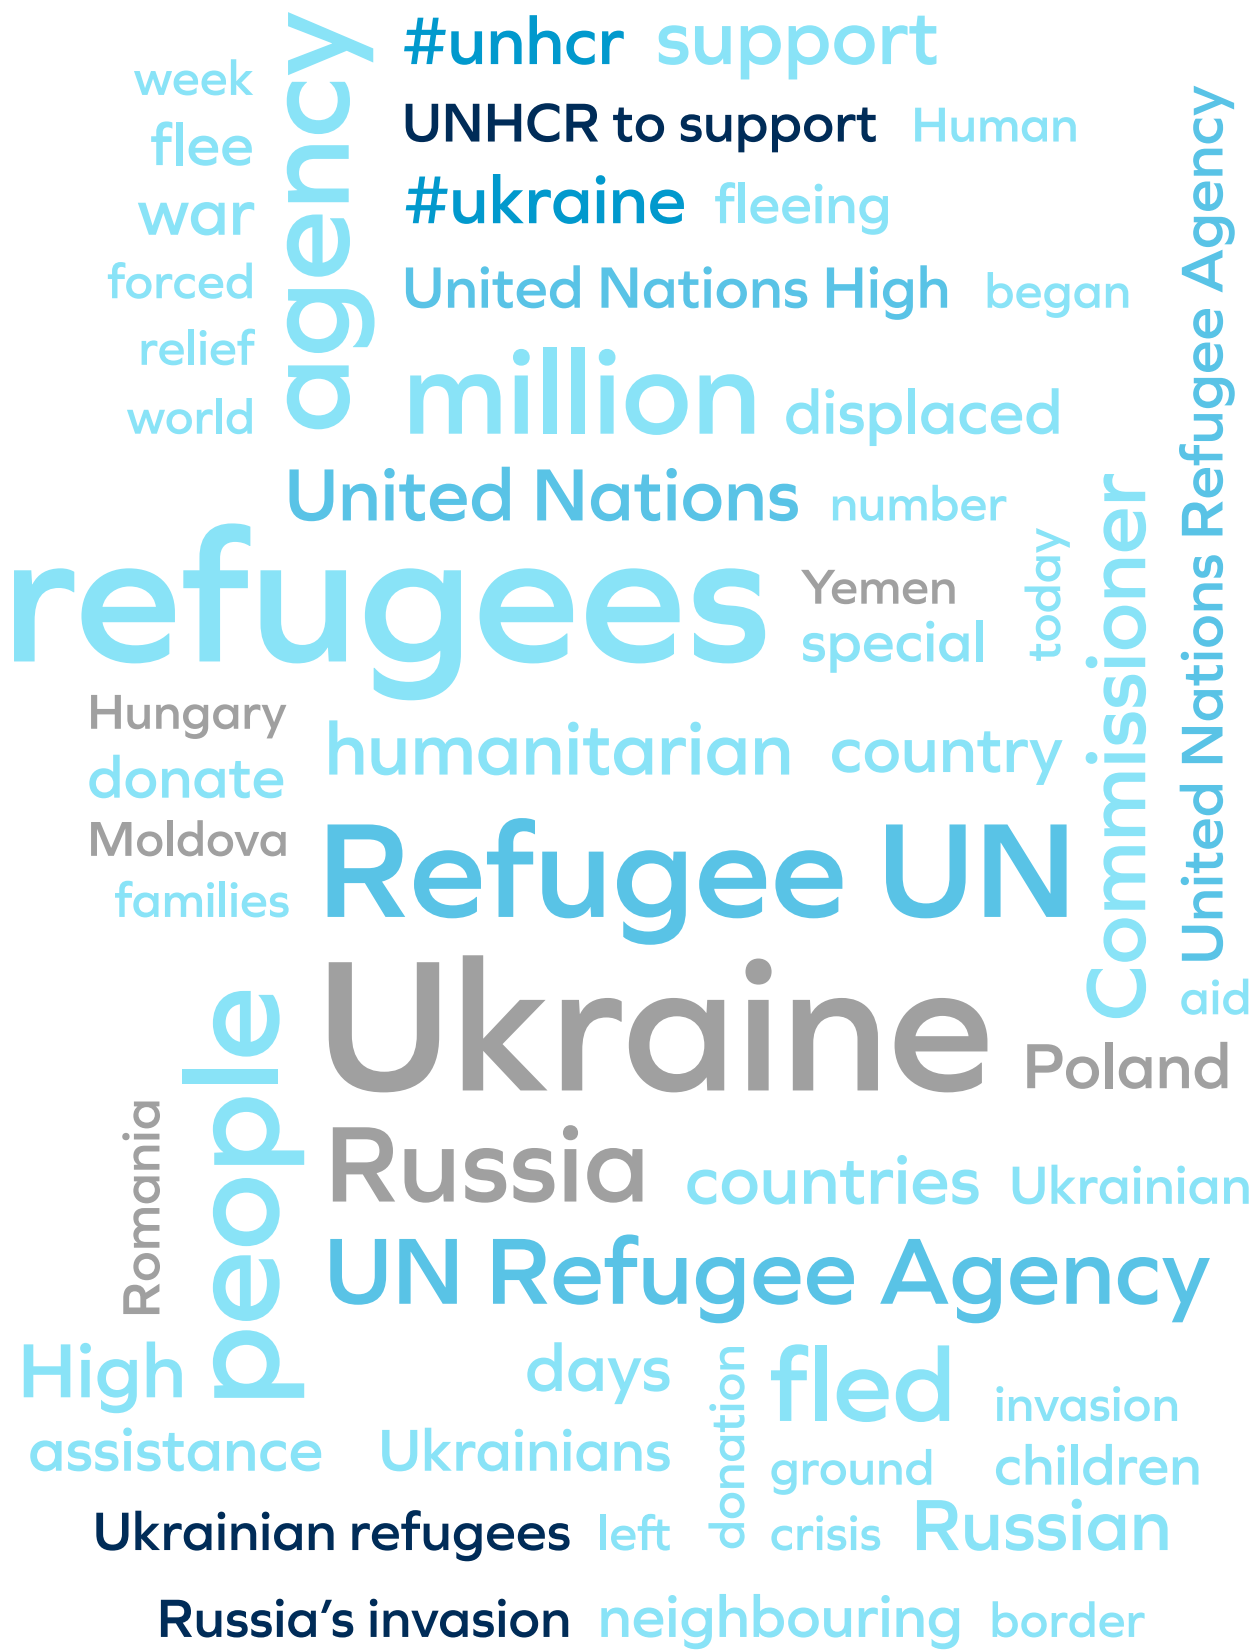 #unhcr support
week
agency
UNHCR to support Human
flee
war
#ukraine fleeing
forced
United Nations High began
United Nations Refugee Agency
relief
world
million displaced
United Nations number
Commissioner
today
refugees
Yemen
special
Hungary
humanitarian country
donate
Moldova
families
Refugee UN
Ukraine
aid
people
Poland
Romania
Russia countries Ukrainian
UN Refugee Agency
High
days
donation
fled
invasion
assistance Ukrainians
ground children
Ukrainian refugees left
crisis Russian
Russia’s invasion neighbouring border